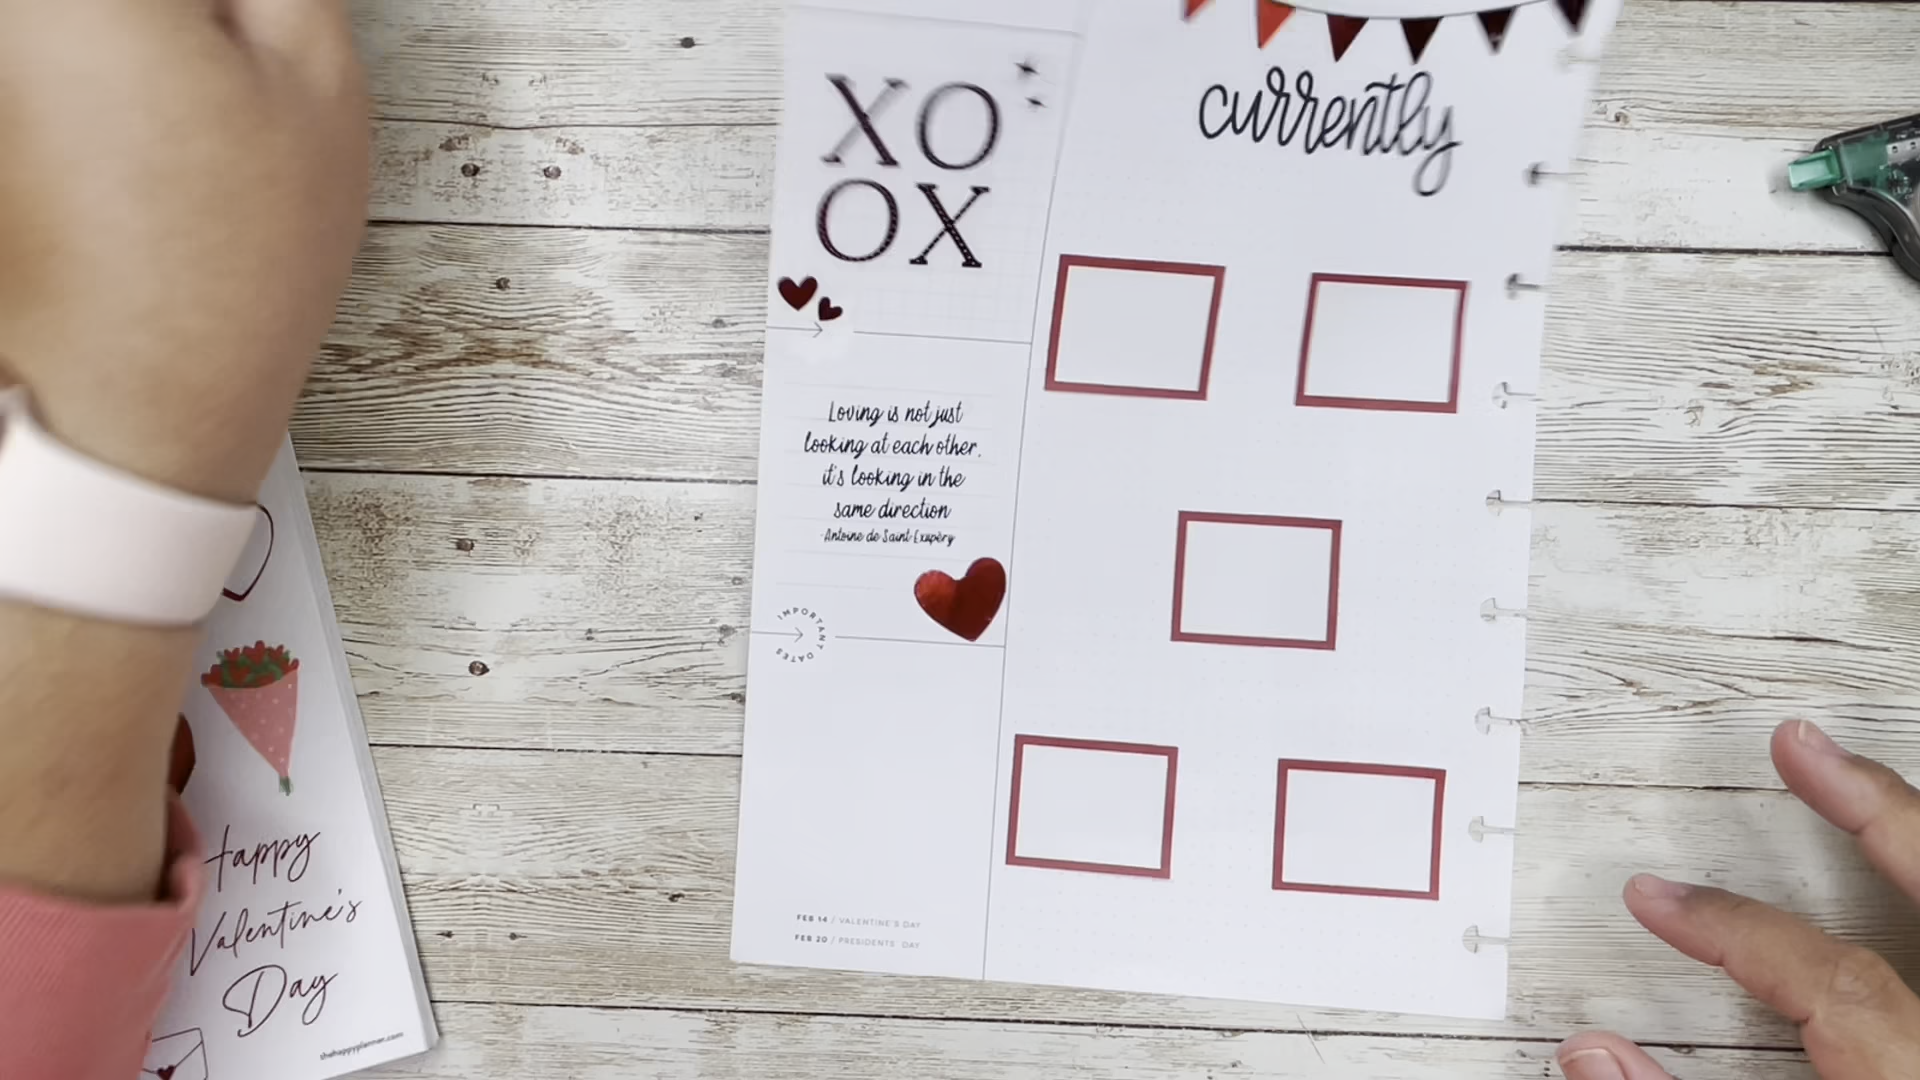 XO
OX
currently
Loving is not just
looking at each other,
it's looking in the
same direction
-Antoine de Saint-Exupéry
IMPORTANT DATES
FEB 14 / VALENTINE'S DAY
FEB 20 / PRESIDENTS' DAY
Happy
Valentine's
Day
thehappyplanner.com